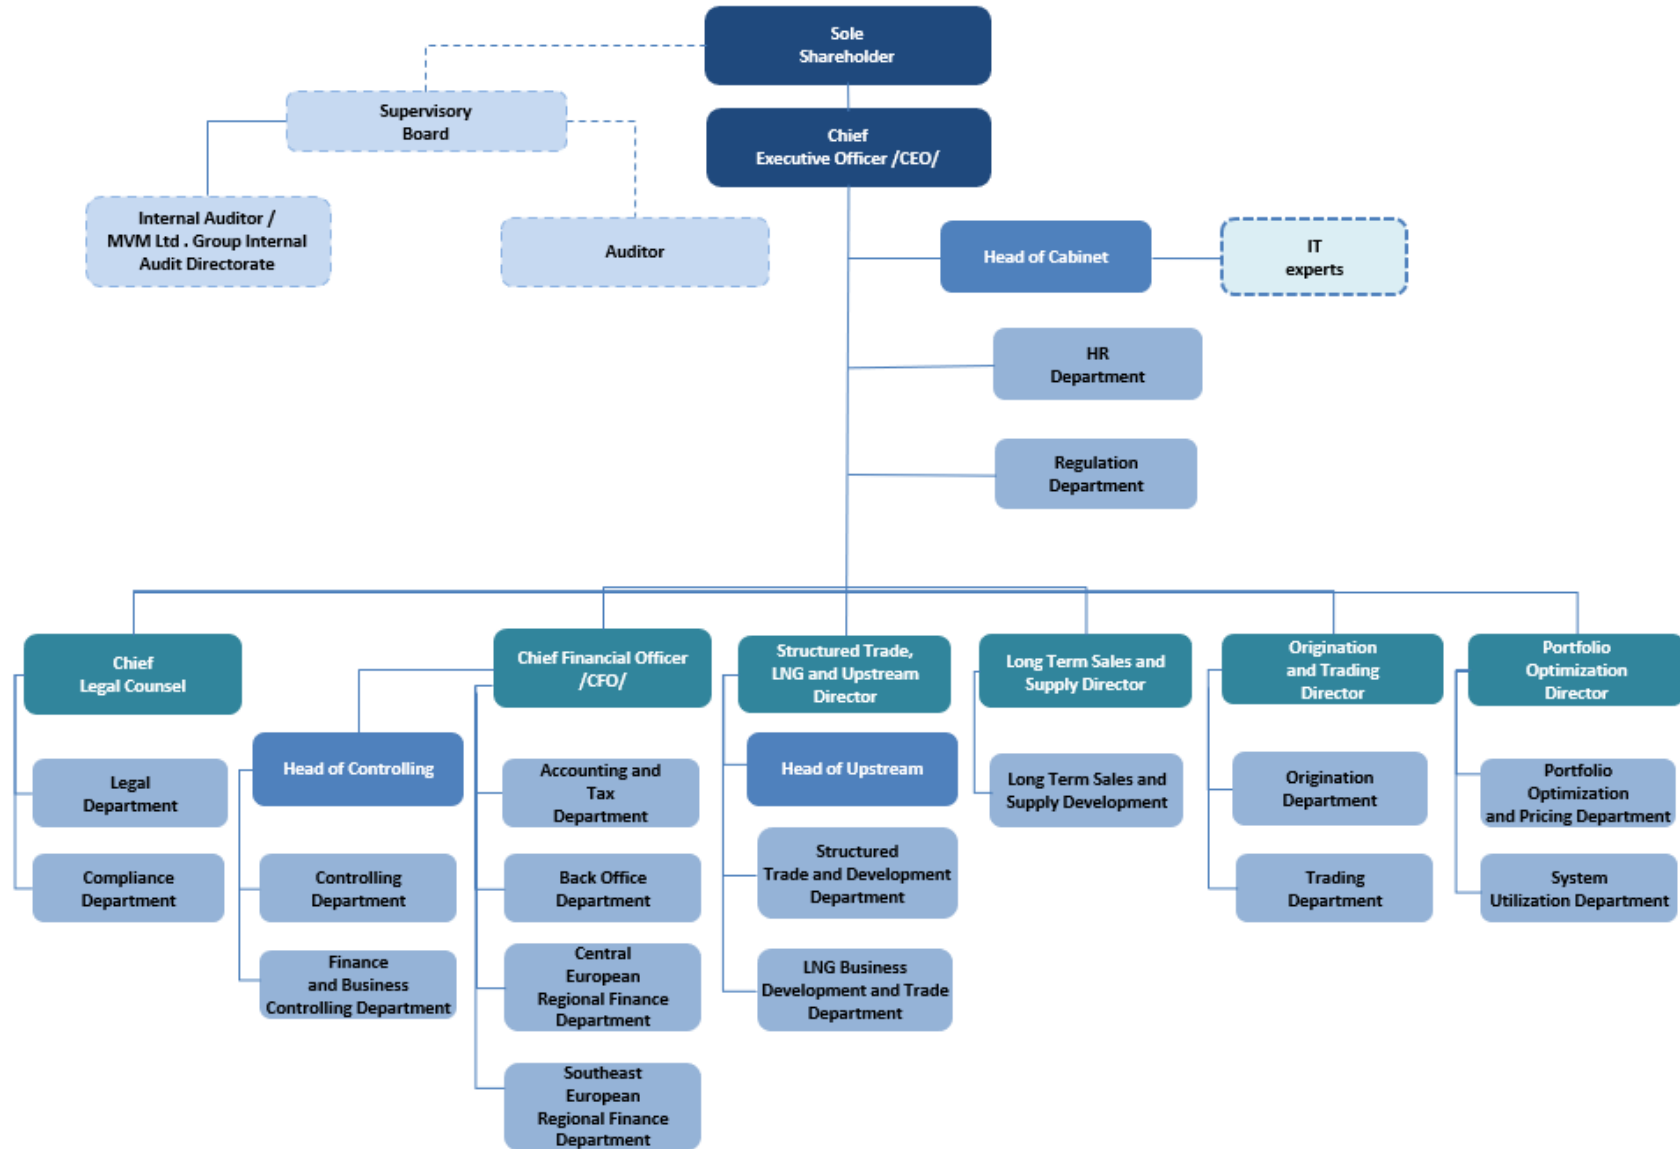 Sole
Shareholder
Supervisory
Board
Chief
Executive Officer /CEO/
Internal Auditor /
MVM Ltd . Group Internal
Audit Directorate
Auditor
Head of Cabinet
IT
experts
HR
Department
Regulation
Department
Chief
Legal Counsel
Chief Financial Officer
/CFO/
Structured Trade,
LNG and Upstream
Director
Long Term Sales and
Supply Director
Origination
and Trading
Director
Portfolio
Optimization
Director
Legal
Department
Compliance
Department
Head of Controlling
Controlling
Department
Finance
and Business
Controlling Department
Accounting and
Tax
Department
Back Office
Department
Central
European
Regional Finance
Department
Southeast
European
Regional Finance
Department
Head of Upstream
Structured
Trade and Development
Department
LNG Business
Development and Trade
Department
Long Term Sales and
Supply Development
Origination
Department
Trading
Department
Portfolio
Optimization
and Pricing Department
System
Utilization Department